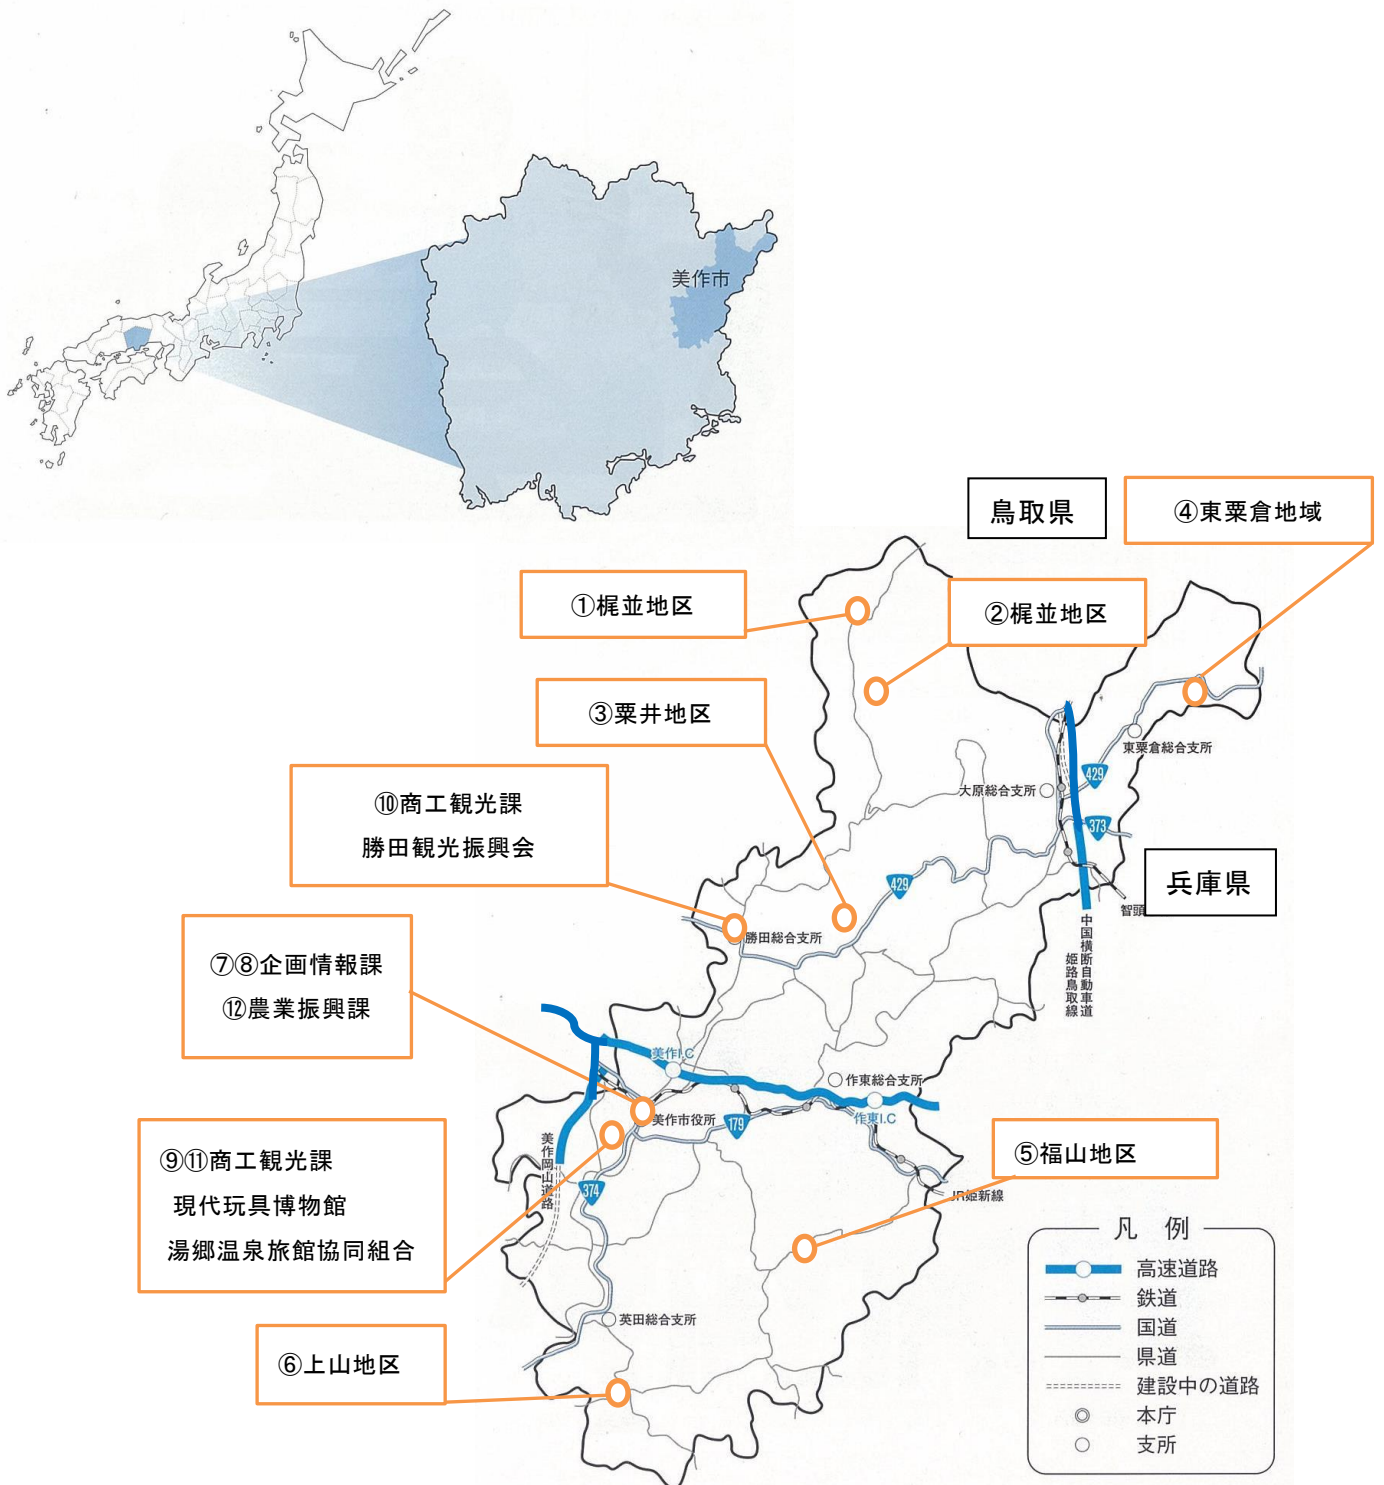 美作市
鳥取県
④東粟倉地域
①梶並地区
②梶並地区
③粟井地区
東粟倉総合支所
429
大原総合支所
373
⑩商工観光課
勝田観光振興会
429
兵庫県
智頭
勝田総合支所
中国横断自動車道
姫路鳥取線
⑦⑧企画情報課
⑫農業振興課
美作I.C
作東総合支所
美作市役所
179
作東I.C
美作岡山道路
⑤福山地区
⑨⑪商工観光課
現代玩具博物館
湯郷温泉旅館協同組合
374
JR姫新線
凡 例
高速道路
鉄道
国道
県道
建設中の道路
本庁
支所
英田総合支所
⑥上山地区